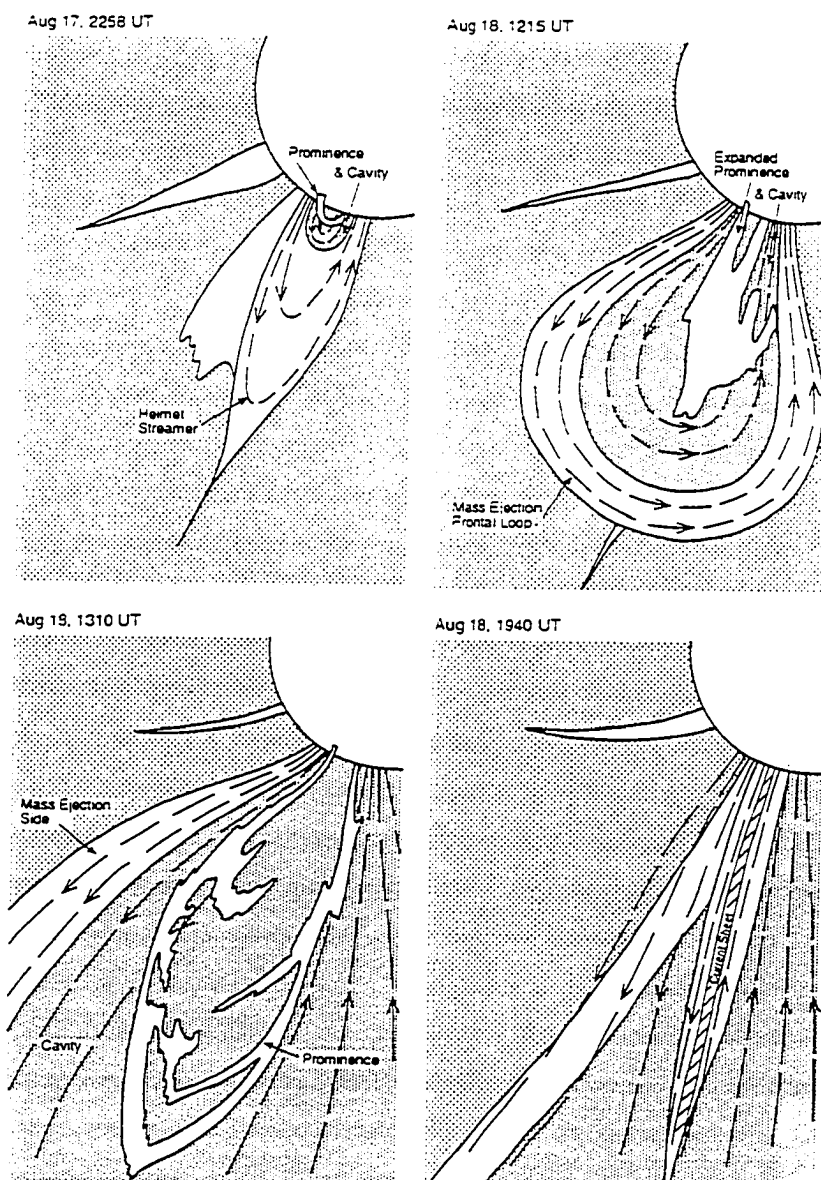 Aug 17, 2258 UT
Prominence
& Cavity
Helmet
Streamer
Aug 18, 1215 UT
Expanded
Prominence
& Cavity
Mass Ejection
Frontal Loop
Aug 18, 1310 UT
Mass Ejection
Side
Cavity
Prominence
Aug 18, 1940 UT
Current Sheet